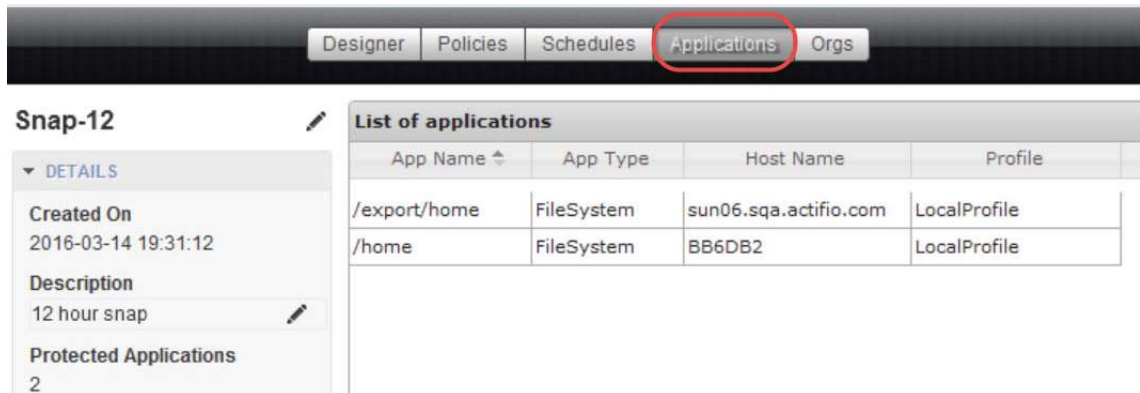 Designer Policies Schedules Applications Orgs
Snap-12
DETAILS
Created On
2016-03-14 19:31:12
Description
12 hour snap
Protected Applications
2
List of applications
App Name App Type Host Name Profile
/export/home FileSystem sun06.sqa.actifio.com LocalProfile
/home FileSystem BB6DB2 LocalProfile